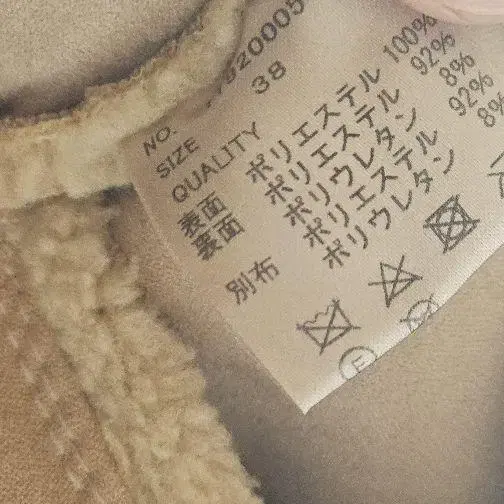 NO. 020005
SIZE 38
QUALITY
表面 ポリエステル 100%
裏面 ポリエステル 92%
ポリウレタン 8%
別布 ポリエステル 92%
ポリウレタン 8%
F